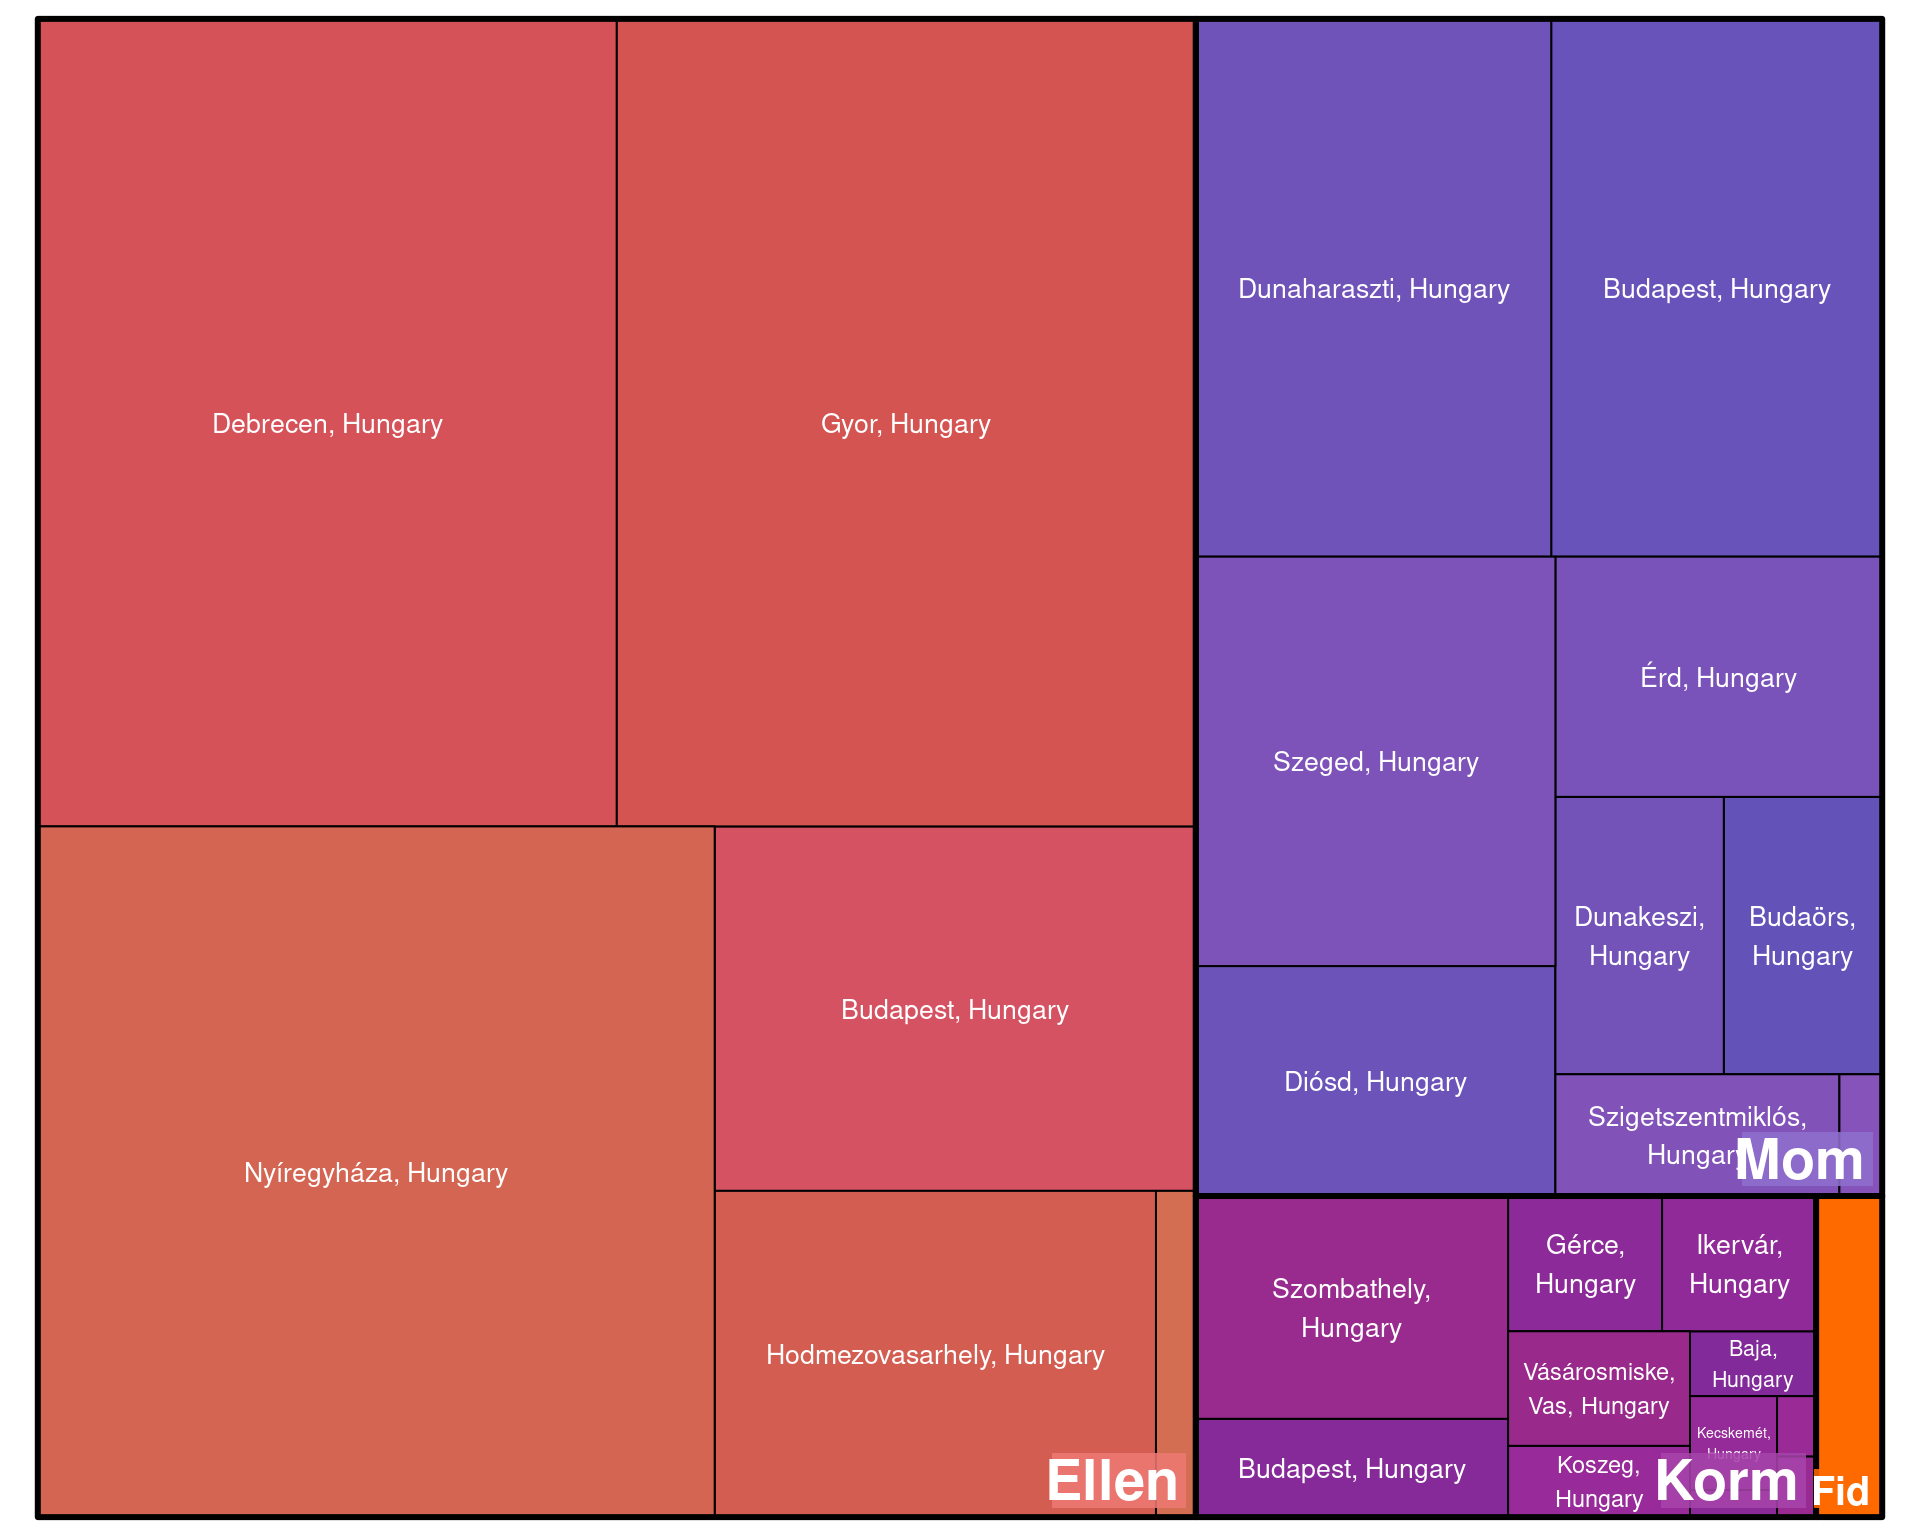 Debrecen, Hungary
Gyor, Hungary
Nyíregyháza, Hungary
Budapest, Hungary
Hodmezovasarhely, Hungary
Ellen
Dunaharaszti, Hungary
Budapest, Hungary
Szeged, Hungary
Érd, Hungary
Dunakeszi,
Hungary
Budaörs,
Hungary
Diósd, Hungary
Szigetszentmiklós,
Hungary
Mom
Szombathely,
Hungary
Gérce,
Hungary
Ikervár,
Hungary
Vásárosmiske,
Vas, Hungary
Baja,
Hungary
Kecskemét,
Hungary
Budapest, Hungary
Koszeg,
Hungary
Korm
Fid